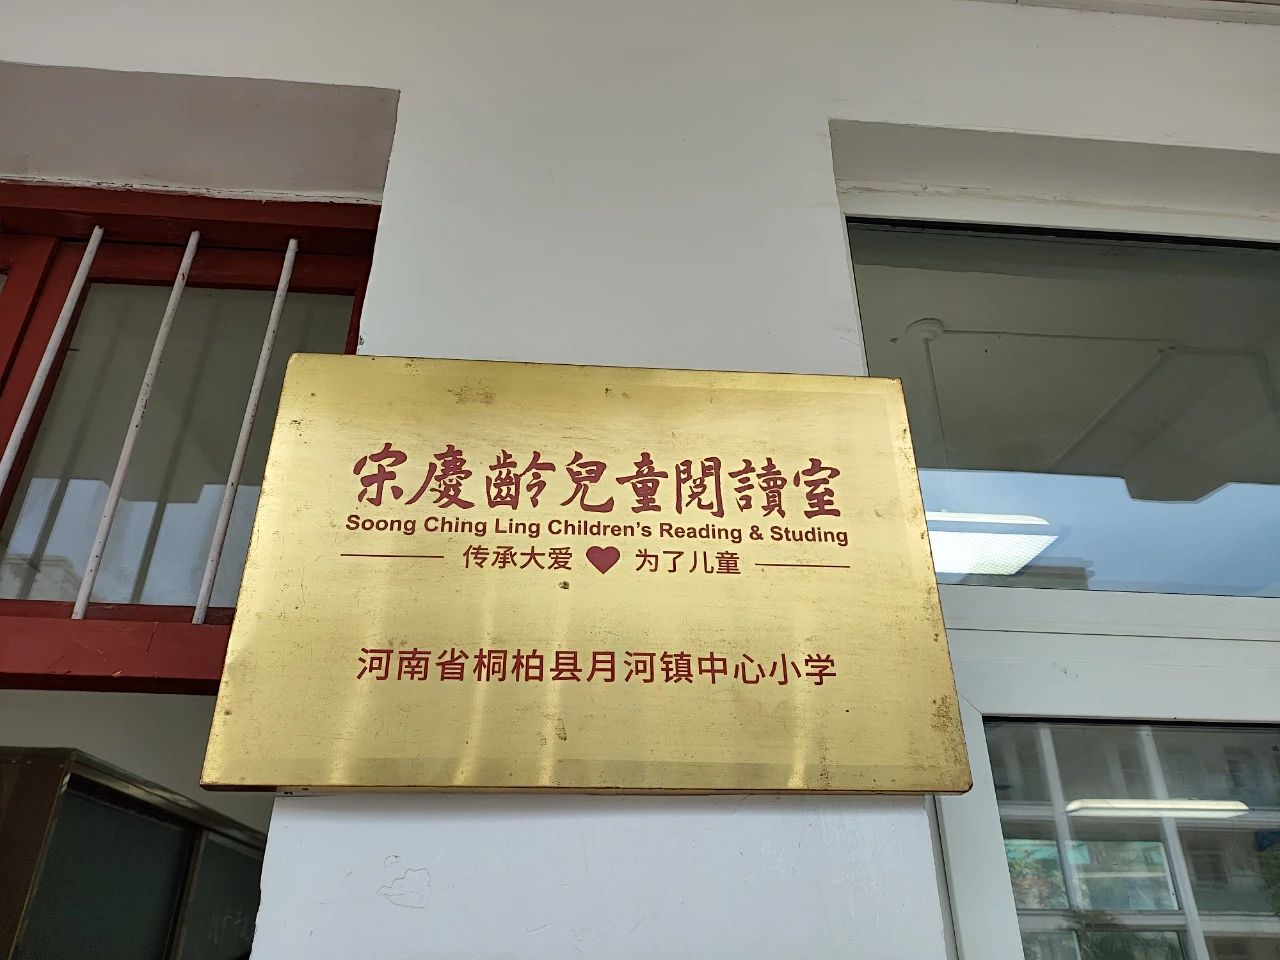 宋慶齡兒童閱讀室
Soong Ching Ling Children's Reading & Studing
传承大爱 ♥ 为了儿童
河南省桐柏县月河镇中心小学